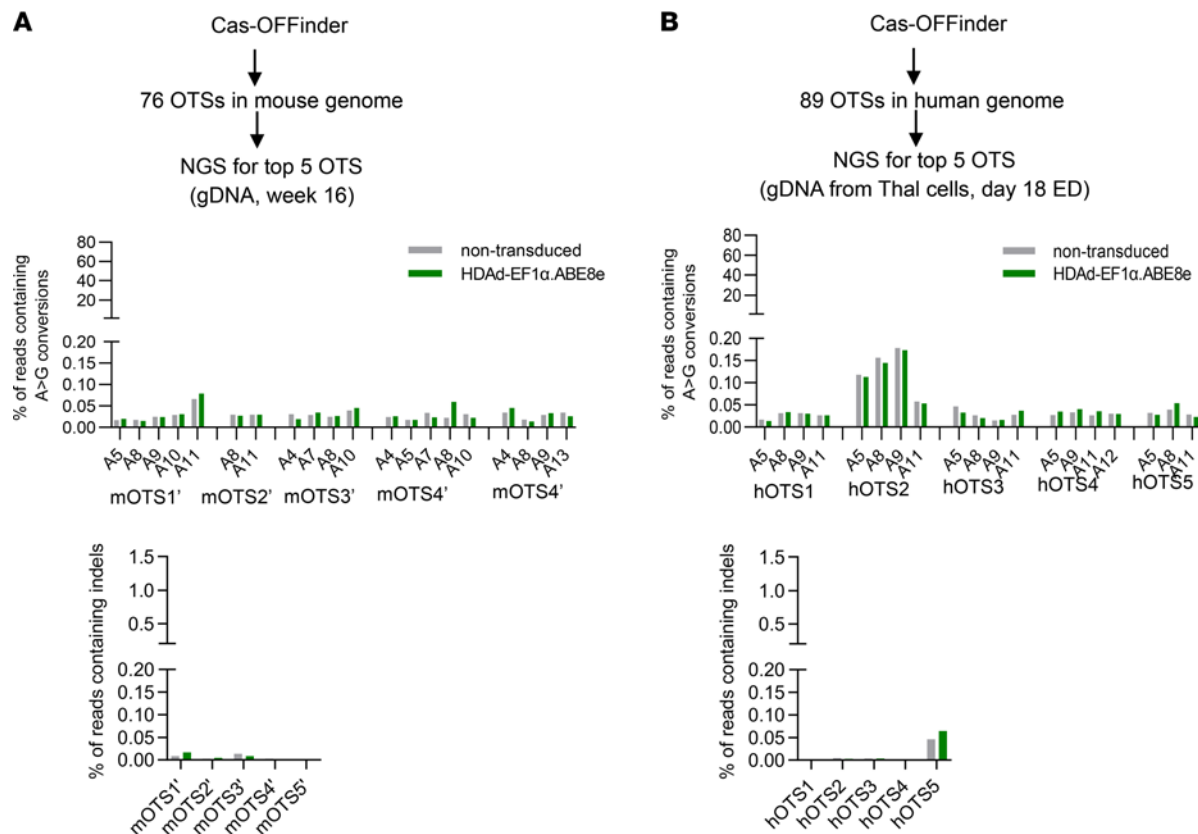 A
Cas-OFFinder
76 OTSs in mouse genome
NGS for top 5 OTS
(gDNA, week 16)
% of reads containing
A>G conversions
80
60
40
20
0.20
0.15
0.10
0.05
0.00
non-transduced
HDAd-EF1α.ABE8e
A5 A8 A9 A10 A11 A8 A11 A4 A7 A8 A10 A4 A5 A7 A8 A10 A4 A8 A9 A13
mOTS1' mOTS2' mOTS3' mOTS4' mOTS4'
% of reads containing indels
1.5
1.0
0.5
0.20
0.15
0.10
0.05
0.00
mOTS1' mOTS2' mOTS3' mOTS4' mOTS5'
B
Cas-OFFinder
89 OTSs in human genome
NGS for top 5 OTS
(gDNA from Thal cells, day 18 ED)
% of reads containing
A>G conversions
80
60
40
20
0.20
0.15
0.10
0.05
0.00
non-transduced
HDAd-EF1α.ABE8e
A5 A8 A9 A11 A5 A8 A9 A11 A5 A8 A9 A11 A5 A9 A11 A12 A5 A8 A11
hOTS1 hOTS2 hOTS3 hOTS4 hOTS5
% of reads containing indels
1.5
1.0
0.5
0.20
0.15
0.10
0.05
0.00
hOTS1 hOTS2 hOTS3 hOTS4 hOTS5